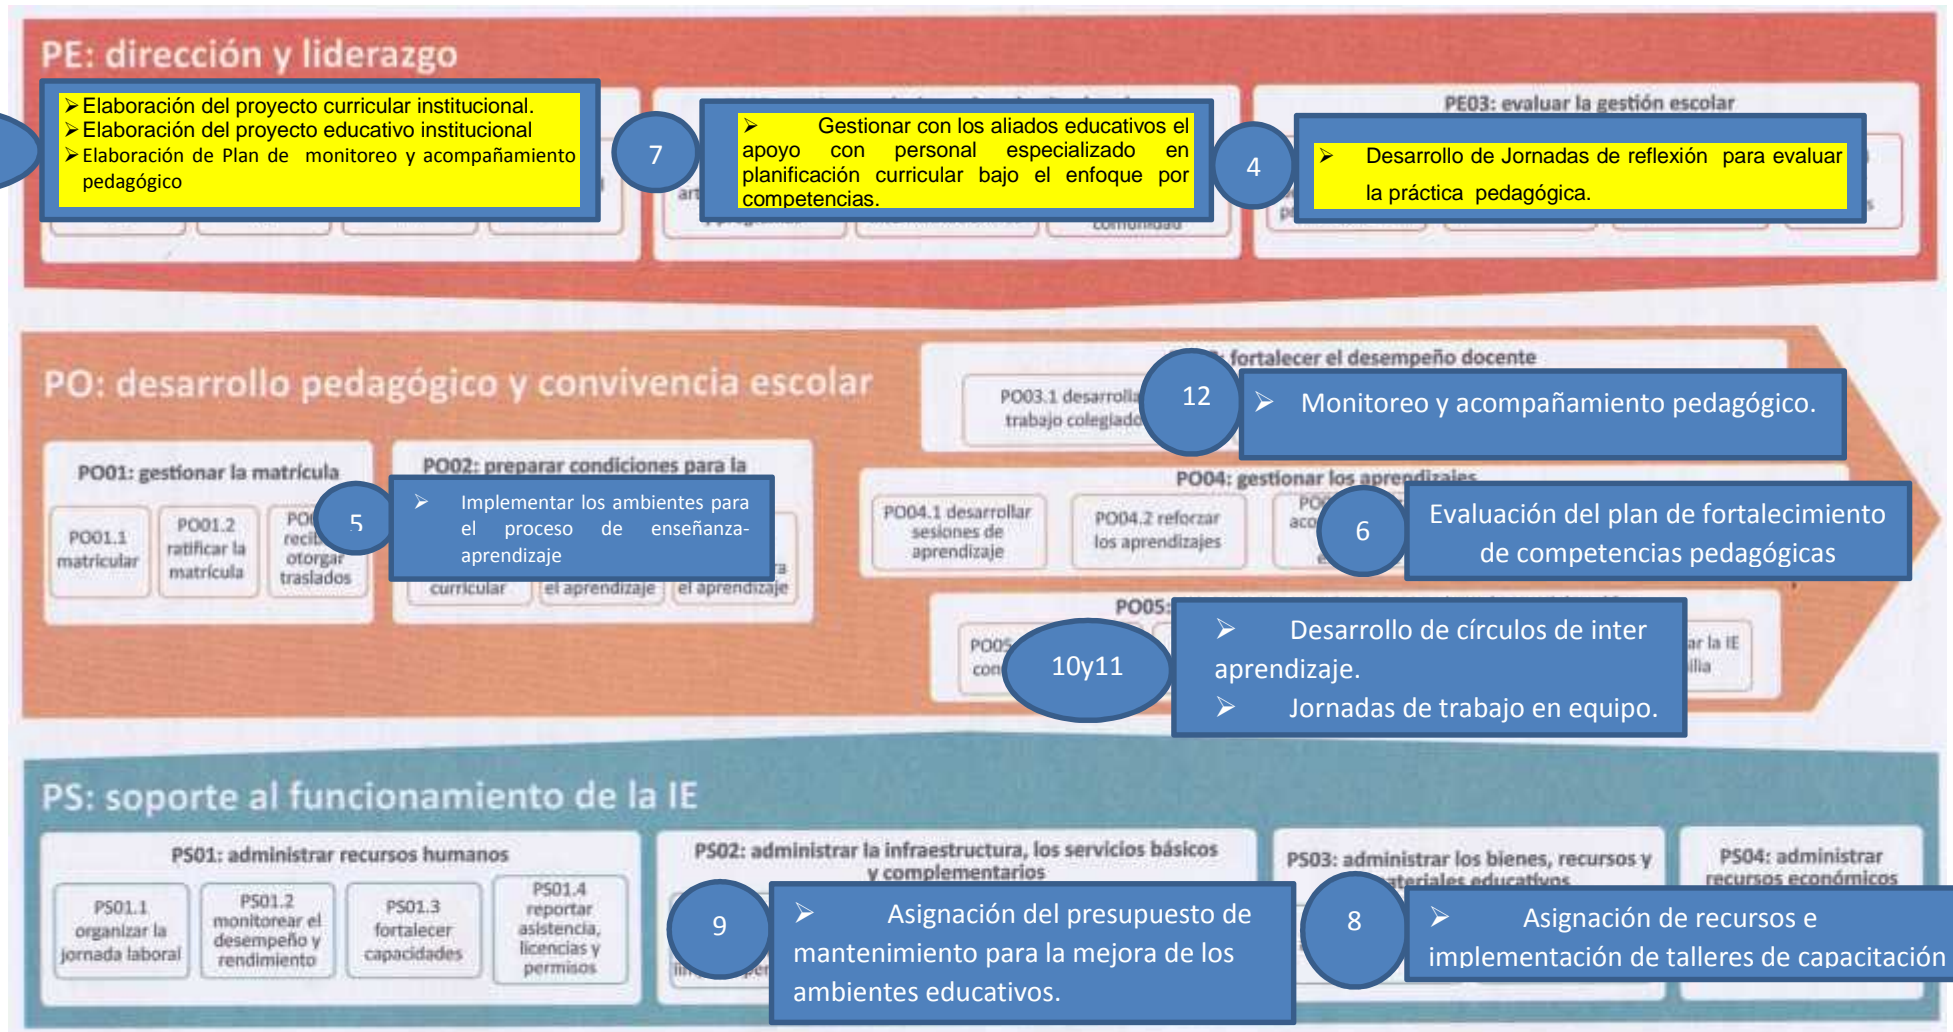 PE: dirección y liderazgo
➢ Elaboración del proyecto curricular institucional.
➢ Elaboración del proyecto educativo institucional
➢ Elaboración de Plan de monitoreo y acompañamiento
pedagógico
7
➢ Gestionar con los aliados educativos el
apoyo con personal especializado en
planificación curricular bajo el enfoque por
competencias.
comunidad
PE03: evaluar la gestión escolar
4
➢ Desarrollo de Jornadas de reflexión para evaluar
la práctica pedagógica.
PO: desarrollo pedagógico y convivencia escolar
fortalecer el desempeño docente
PO03.1 desarrolla
trabajo colegiado
12
➢ Monitoreo y acompañamiento pedagógico.
PO01: gestionar la matrícula
PO01.1
matricular
PO01.2
ratificar la
matrícula
otorgar
traslados
PO02: preparar condiciones para la
5
➢ Implementar los ambientes para
el proceso de enseñanza-
aprendizaje
curricular
el aprendizaje
el aprendizaje
PO04: gestionar los aprendizajes
PO04.1 desarrollar
sesiones de
aprendizaje
PO04.2 reforzar
los aprendizajes
6
Evaluación del plan de fortalecimiento
de competencias pedagógicas
PO05:
10y11
➢ Desarrollo de círculos de inter
aprendizaje.
➢ Jornadas de trabajo en equipo.
ar la IE
ilia
PS: soporte al funcionamiento de la IE
PS01: administrar recursos humanos
PS01.1
organizar la
jornada laboral
PS01.2
monitorear el
desempeño y
rendimiento
PS01.3
fortalecer
capacidades
PS01.4
reportar
asistencia,
licencias y
permisos
PS02: administrar la infraestructura, los servicios básicos
y complementarios
9
➢ Asignación del presupuesto de
mantenimiento para la mejora de los
ambientes educativos.
PS03: administrar los bienes, recursos y
materiales educativos
8
PS04: administrar
recursos económicos
➢ Asignación de recursos e
implementación de talleres de capacitación